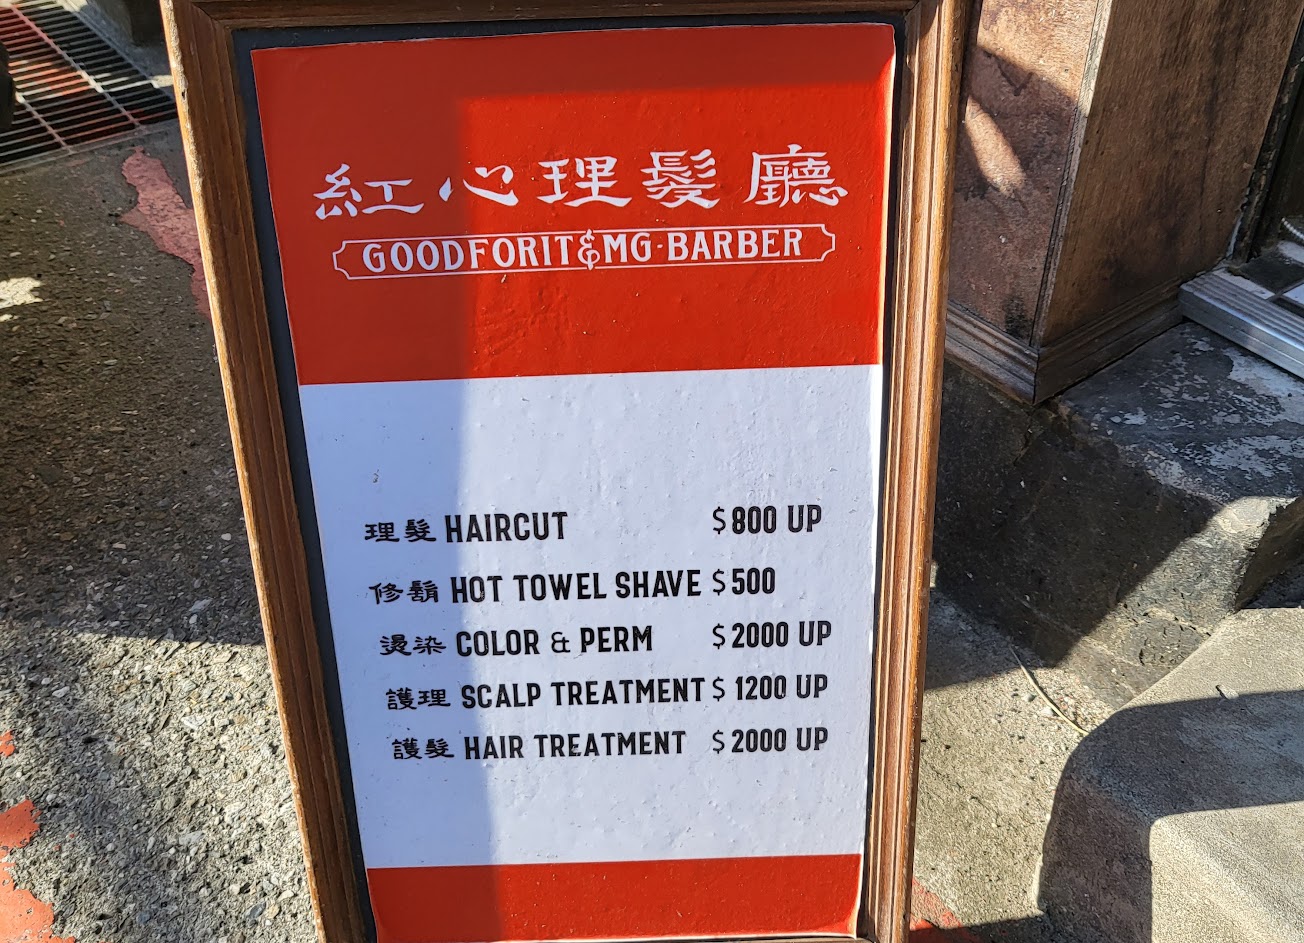 紅心理髮廳
GOODFORIT&MG·BARBER
理髮 HAIRCUT $800 UP
修鬍 HOT TOWEL SHAVE $500
燙染 COLOR & PERM $2000 UP
護理 SCALP TREATMENT $1200 UP
護髮 HAIR TREATMENT $2000 UP